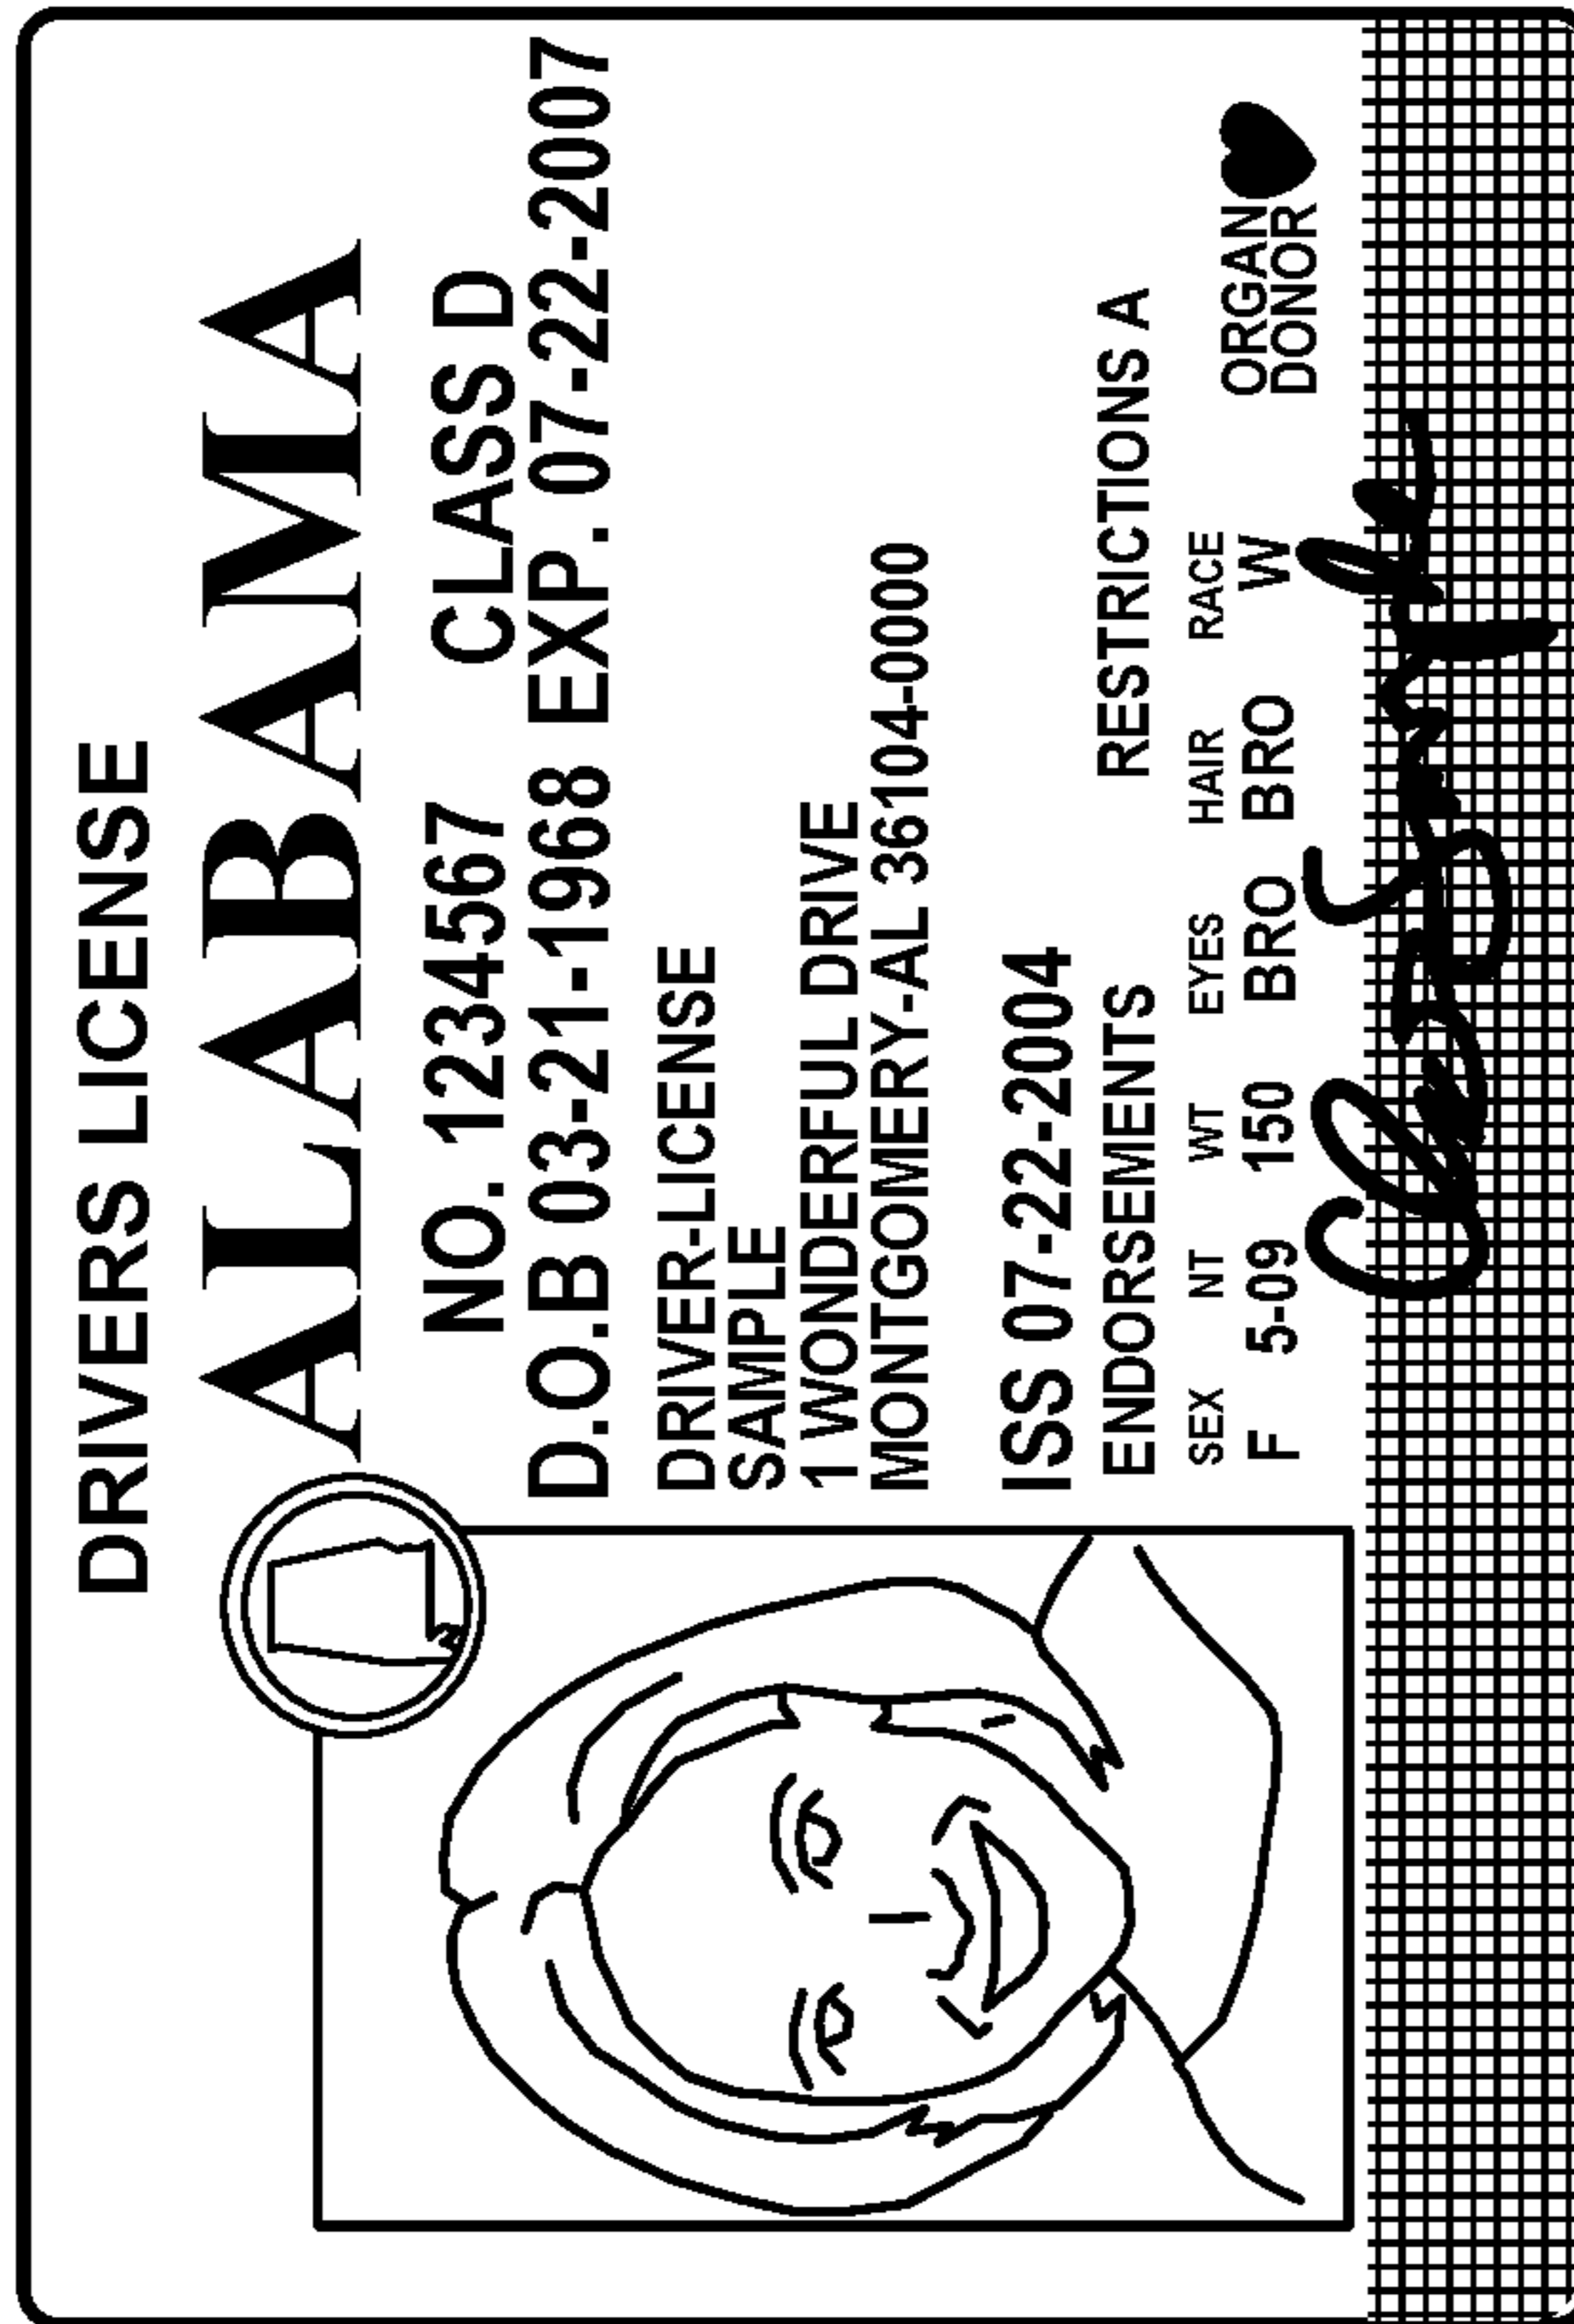 DRIVERS LICENSE
ALABAMA
NO. 1234567 CLASS D
D.O.B 03-21-1968 EXP. 07-22-2007
DRIVER-LICENSE
SAMPLE
1 WONDERFUL DRIVE
MONTGOMERY-AL 36104-0000
ISS 07-22-2004
ENDORSEMENTS RESTRICTIONS A
SEX NT WT EYES HAIR RACE
F 5-09 150 BRO BRO W
ORGAN
DONOR